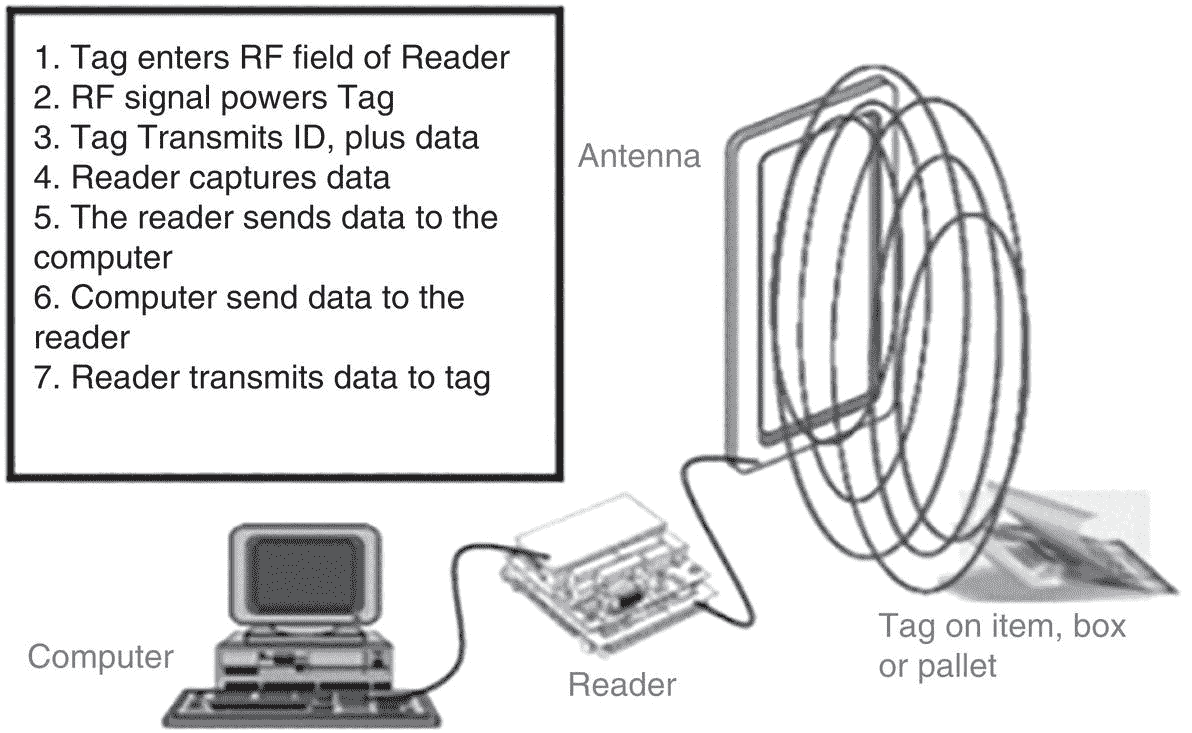 1. Tag enters RF field of Reader
2. RF signal powers Tag
3. Tag Transmits ID, plus data
4. Reader captures data
5. The reader sends data to the
computer
6. Computer send data to the
reader
7. Reader transmits data to tag
Antenna
Computer
Reader
Tag on item, box
or pallet